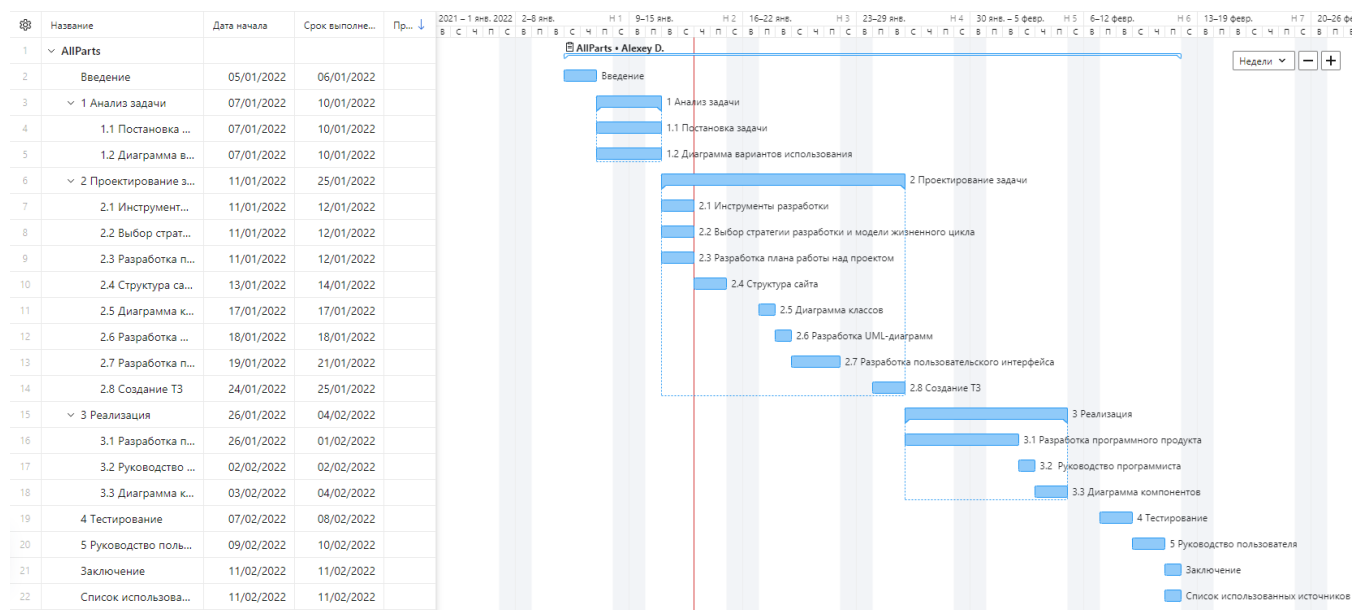 Название Дата начала Срок выполне... Пр... ↓ 2021 – 1 янв. 2022 2–8 янв. Н 1 9–15 янв. Н 2 16–22 янв. Н 3 23–29 янв. Н 4 30 янв. – 5 февр. Н 5 6–12 февр. Н 6 13–19 февр. Н 7 20–26 фе
В С Ч П С В П В С Ч П С В П В С Ч П С В П В С Ч П С В П В С Ч П С В П В С Ч П С В П В С Ч П С В П В С Ч П С В П В
1 AllParts AllParts • Alexey D.
Недели − +
2 Введение 05/01/2022 06/01/2022 Введение
3 1 Анализ задачи 07/01/2022 10/01/2022 1 Анализ задачи
4 1.1 Постановка ... 07/01/2022 10/01/2022 1.1 Постановка задачи
5 1.2 Диаграмма в... 07/01/2022 10/01/2022 1.2 Диаграмма вариантов использования
6 2 Проектирование з... 11/01/2022 25/01/2022 2 Проектирование задачи
7 2.1 Инструмент... 11/01/2022 12/01/2022 2.1 Инструменты разработки
8 2.2 Выбор страт... 11/01/2022 12/01/2022 2.2 Выбор стратегии разработки и модели жизненного цикла
9 2.3 Разработка п... 11/01/2022 12/01/2022 2.3 Разработка плана работы над проектом
10 2.4 Структура са... 13/01/2022 14/01/2022 2.4 Структура сайта
11 2.5 Диаграмма к... 17/01/2022 17/01/2022 2.5 Диаграмма классов
12 2.6 Разработка ... 18/01/2022 18/01/2022 2.6 Разработка UML-диаграмм
13 2.7 Разработка п... 19/01/2022 21/01/2022 2.7 Разработка пользовательского интерфейса
14 2.8 Создание ТЗ 24/01/2022 25/01/2022 2.8 Создание ТЗ
15 3 Реализация 26/01/2022 04/02/2022 3 Реализация
16 3.1 Разработка п... 26/01/2022 01/02/2022 3.1 Разработка программного продукта
17 3.2 Руководство ... 02/02/2022 02/02/2022 3.2 Руководство программиста
18 3.3 Диаграмма к... 03/02/2022 04/02/2022 3.3 Диаграмма компонентов
19 4 Тестирование 07/02/2022 08/02/2022 4 Тестирование
20 5 Руководство поль... 09/02/2022 10/02/2022 5 Руководство пользователя
21 Заключение 11/02/2022 11/02/2022 Заключение
22 Список использова... 11/02/2022 11/02/2022 Список использованных источников